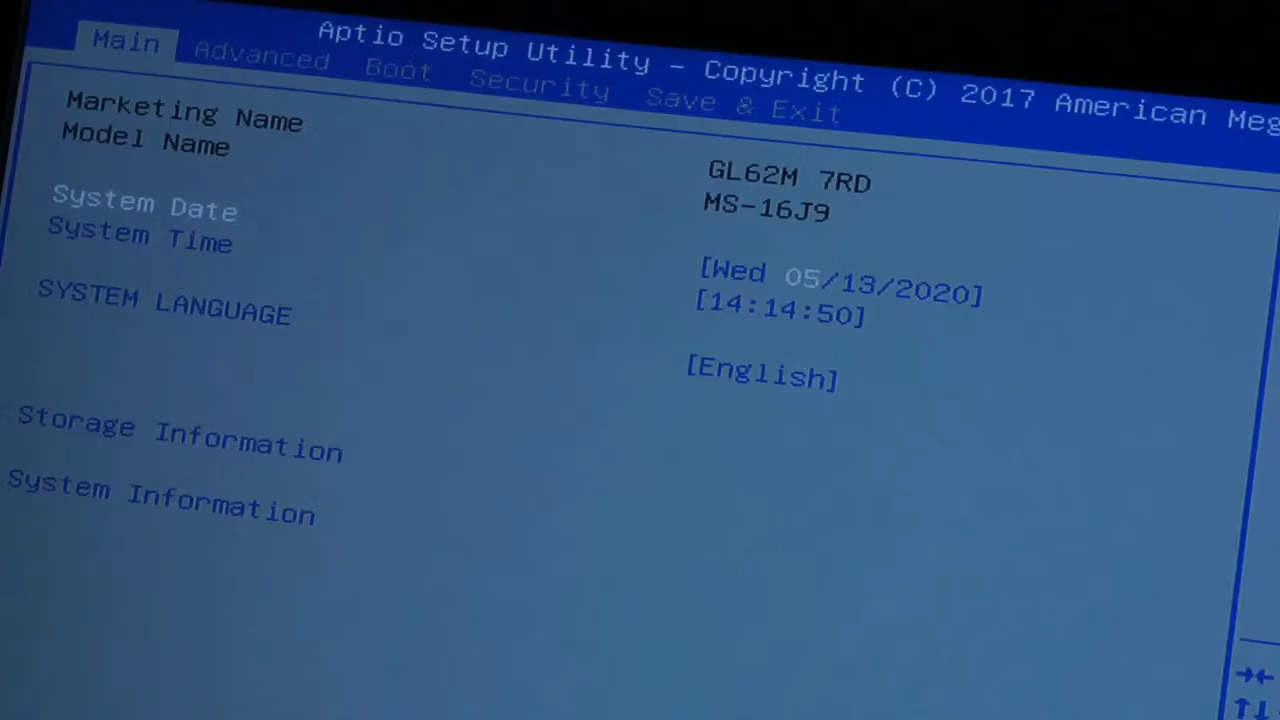 Aptio Setup Utility - Copyright (C) 2017 American Meg
Main Advanced Boot Security Save & Exit
Marketing Name GL62M 7RD
Model Name MS-16J9
System Date [Wed 05/13/2020]
System Time [14:14:50]
SYSTEM LANGUAGE [English]
Storage Information
System Information
→←
↑↓